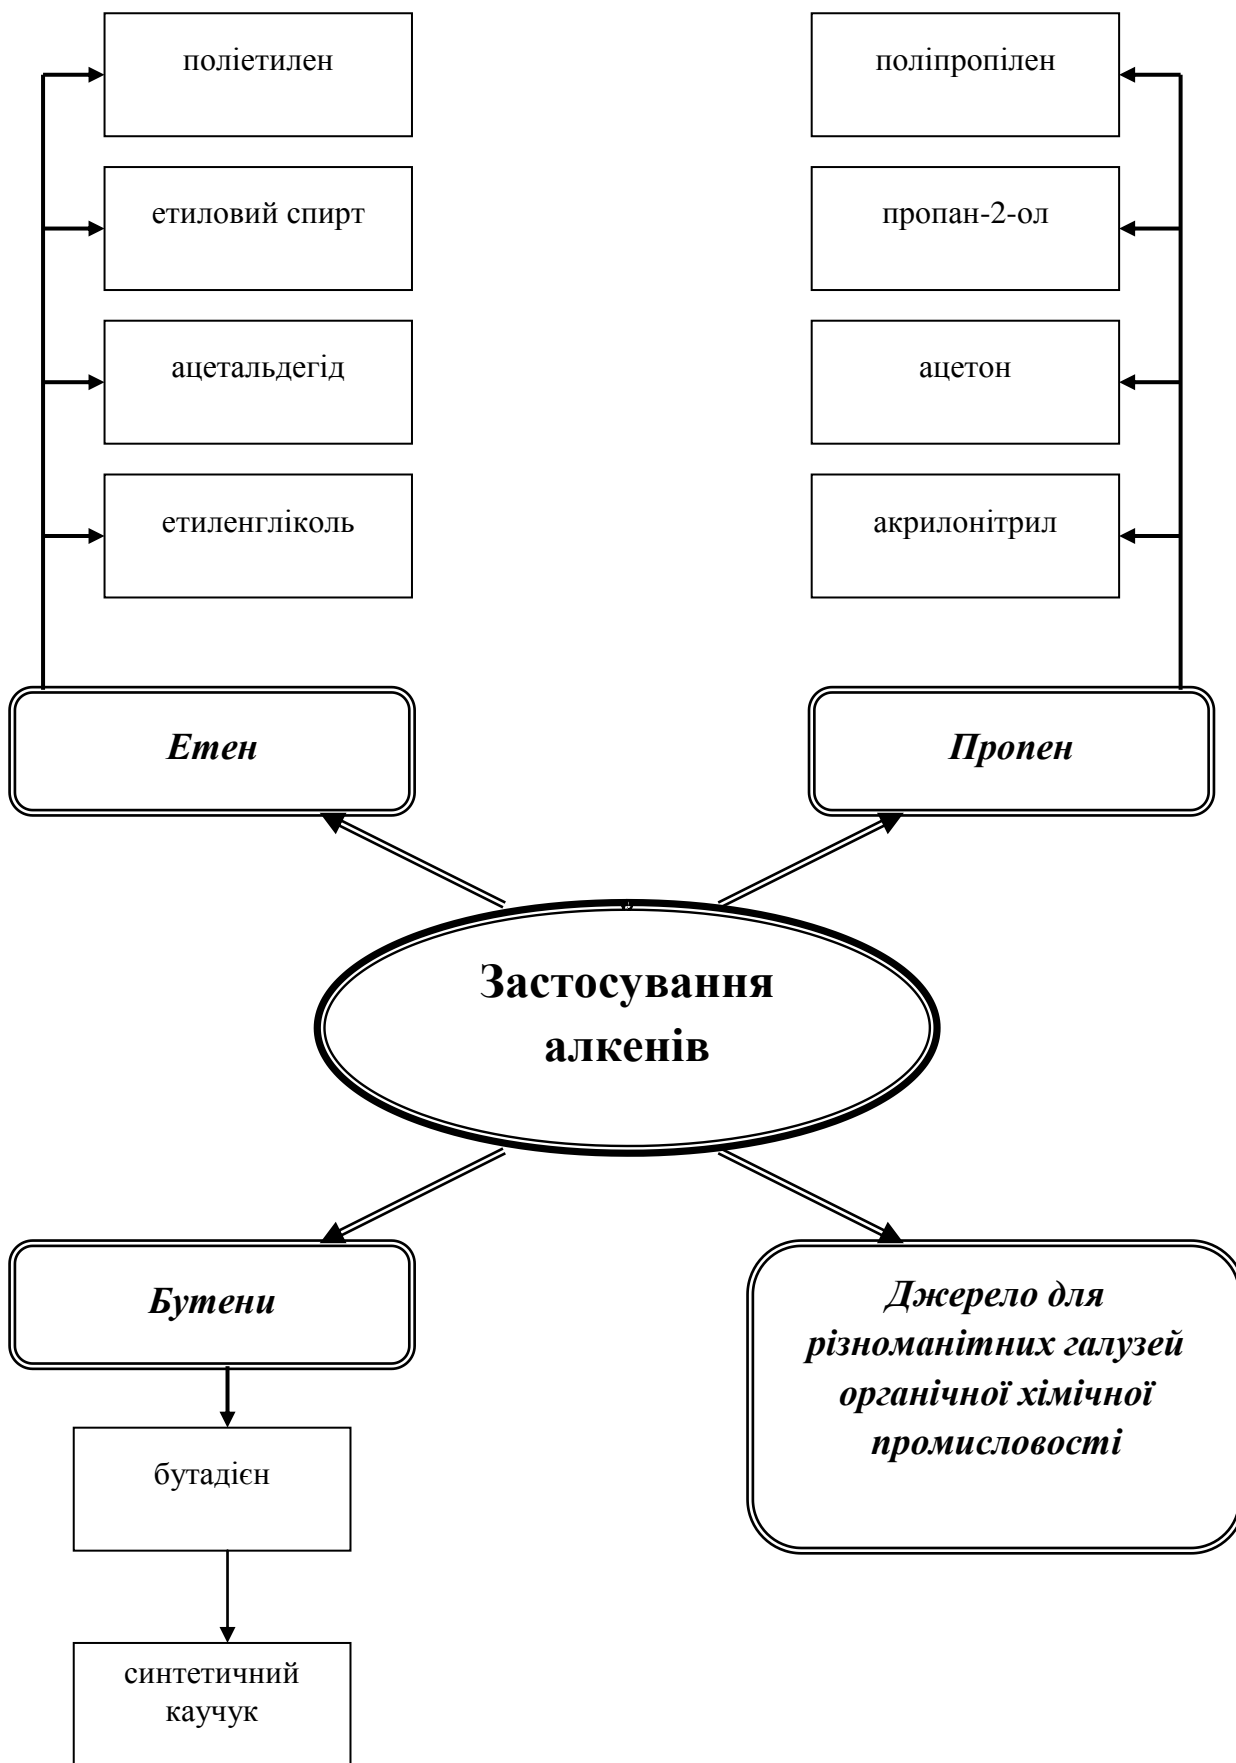 поліетилен
поліпропілен
етиловий спирт
пропан-2-ол
ацетальдегід
ацетон
етиленгліколь
акрилонітрил
Етен
Пропен
Застосування
алкенів
Бутени
Джерело для
різноманітних галузей
органічної хімічної
промисловості
бутадієн
синтетичний
каучук